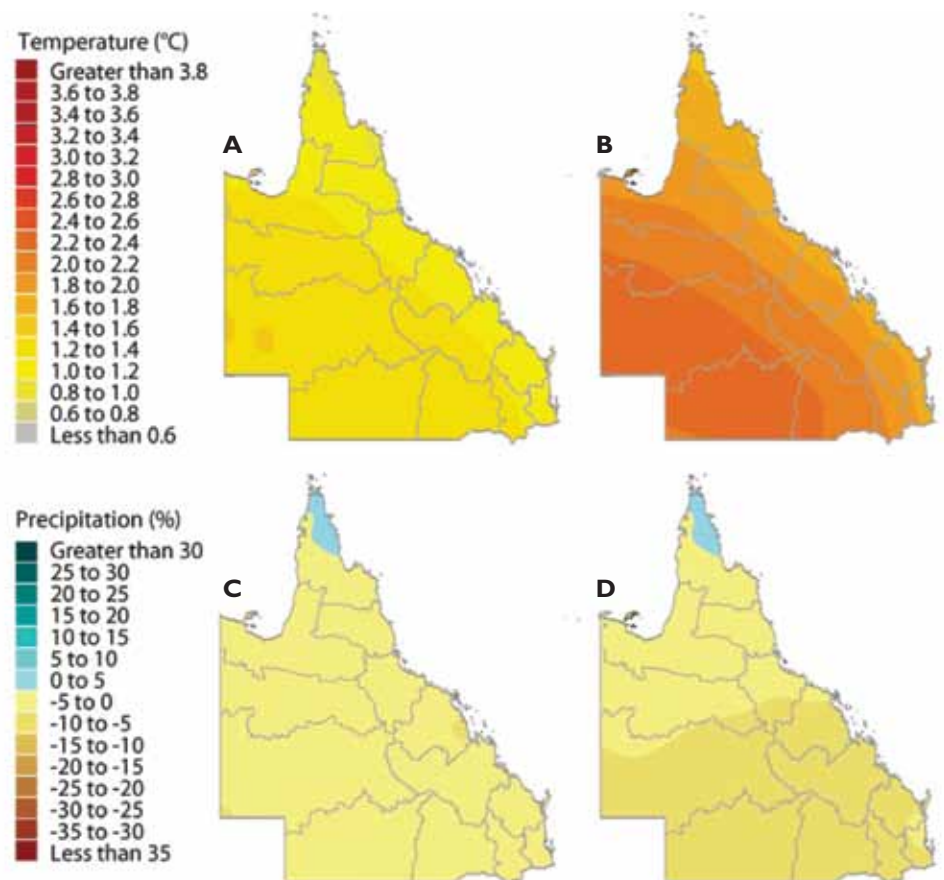 Temperature (°C)
Greater than 3.8
3.6 to 3.8
3.4 to 3.6
3.2 to 3.4
3.0 to 3.2
2.8 to 3.0
2.6 to 2.8
2.4 to 2.6
2.2 to 2.4
2.0 to 2.2
1.8 to 2.0
1.6 to 1.8
1.4 to 1.6
1.2 to 1.4
1.0 to 1.2
0.8 to 1.0
0.6 to 0.8
Less than 0.6
A
B
Precipitation (%)
Greater than 30
25 to 30
20 to 25
15 to 20
10 to 15
5 to 10
0 to 5
-5 to 0
-10 to -5
-15 to -10
-20 to -15
-25 to -20
-30 to -25
-35 to -30
Less than 35
C
D